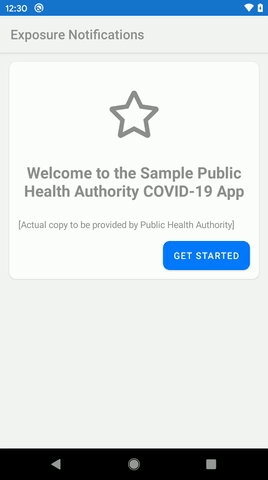 12:30
Exposure Notifications
Welcome to the Sample Public
Health Authority COVID-19 App
[Actual copy to be provided by Public Health Authority]
GET STARTED